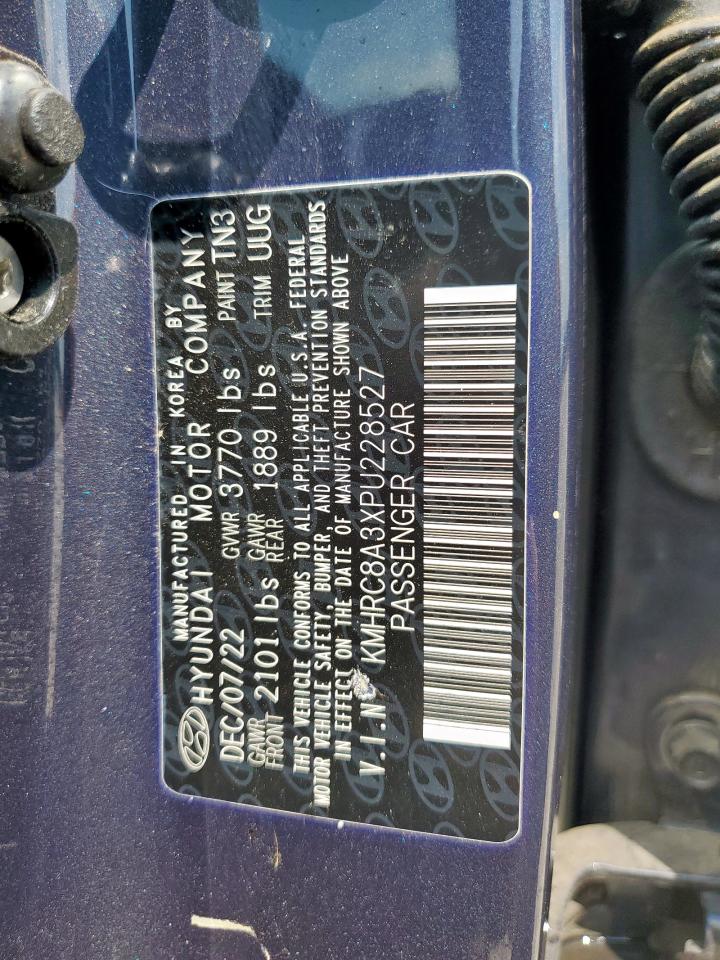 MANUFACTURED IN KOREA BY
HYUNDAI MOTOR COMPANY
DEC/07/22 GVWR 3770 lbs PAINT TN3
GAWR FRONT 2101 lbs GAWR REAR 1889 lbs TRIM UUG
THIS VEHICLE CONFORMS TO ALL APPLICABLE U.S.A. FEDERAL
MOTOR VEHICLE SAFETY, BUMPER, AND THEFT PREVENTION STANDARDS
IN EFFECT ON THE DATE OF MANUFACTURE SHOWN ABOVE
V.I.N KMHRC8A3XPU228527
PASSENGER CAR